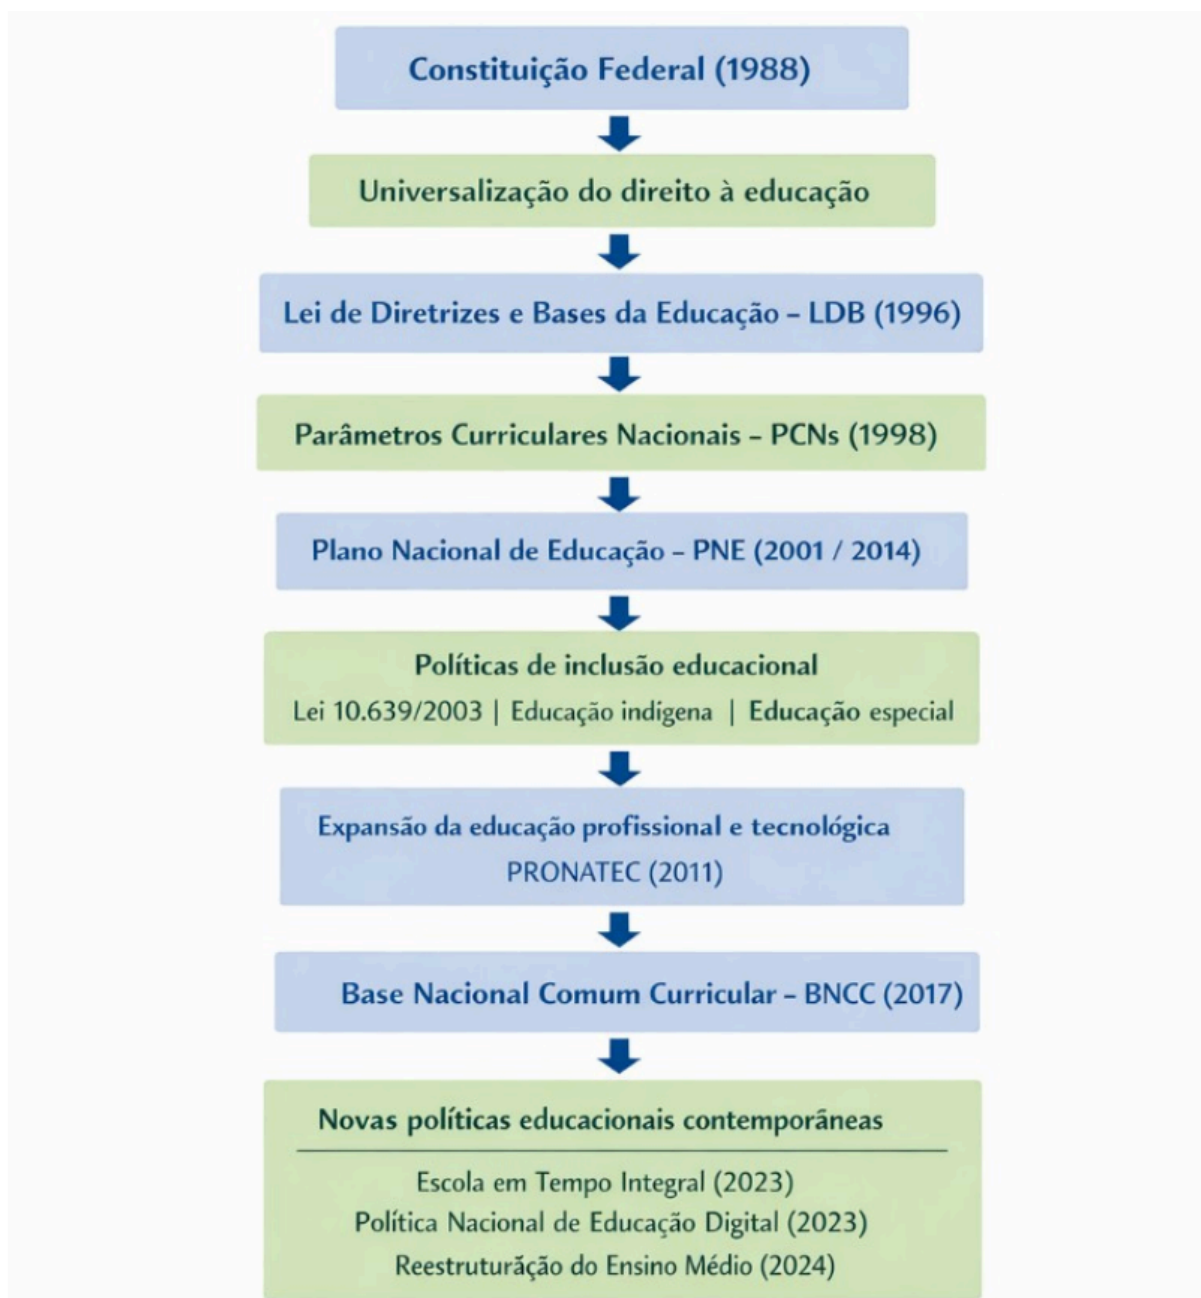 Constituição Federal (1988)
Universalização do direito à educação
Lei de Diretrizes e Bases da Educação – LDB (1996)
Parâmetros Curriculares Nacionais – PCNs (1998)
Plano Nacional de Educação – PNE (2001 / 2014)
Políticas de inclusão educacional
Lei 10.639/2003 | Educação indígena | Educação especial
Expansão da educação profissional e tecnológica
PRONATEC (2011)
Base Nacional Comum Curricular – BNCC (2017)
Novas políticas educacionais contemporâneas
Escola em Tempo Integral (2023)
Política Nacional de Educação Digital (2023)
Reestruturãção do Ensino Médio (2024)